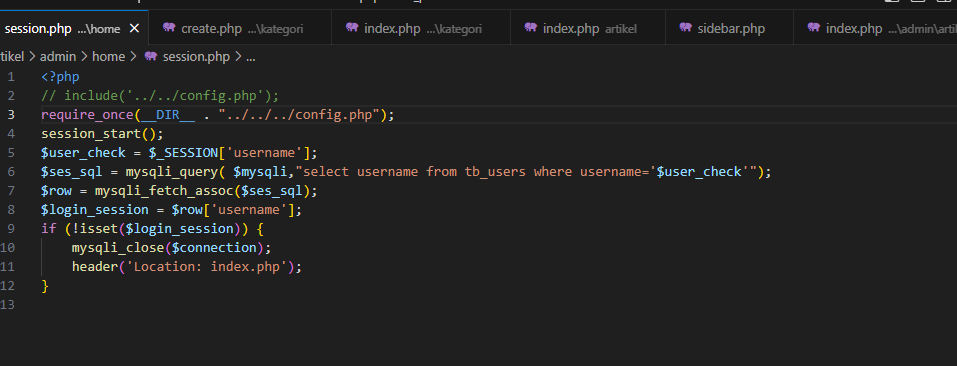 session.php ...\home
create.php ...\kategori
index.php ...\kategori
index.php artikel
sidebar.php
index.php ...\admin\arti
tikel > admin > home > session.php > ...
1 <?php
2 // include('../../config.php');
3 require_once(__DIR__ . "../../../config.php");
4 session_start();
5 $user_check = $_SESSION['username'];
6 $ses_sql = mysqli_query( $mysqli,"select username from tb_users where username='$user_check'");
7 $row = mysqli_fetch_assoc($ses_sql);
8 $login_session = $row['username'];
9 if (!isset($login_session)) {
10 mysqli_close($connection);
11 header('Location: index.php');
12 }
13